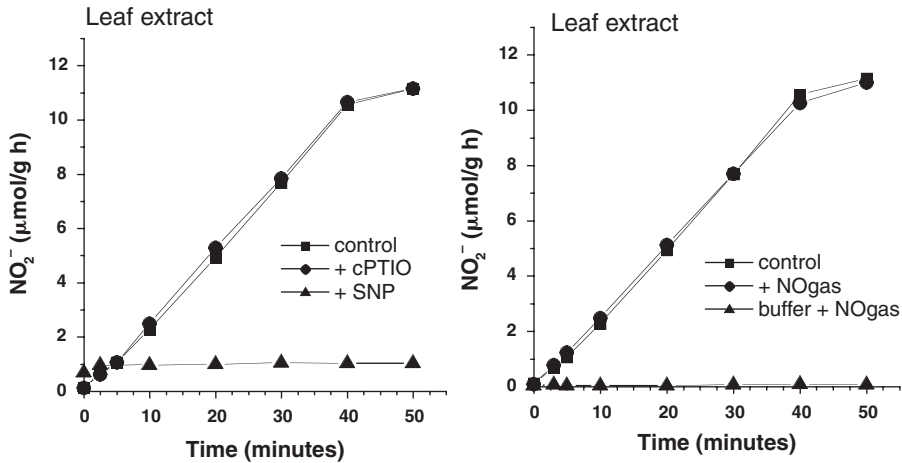 Leaf extract
12
10
8
6
4
2
0
NO₂⁻ (μmol/g h)
control
+ cPTIO
+ SNP
0 10 20 30 40 50
Time (minutes)
Leaf extract
12
10
8
6
4
2
0
NO₂⁻ (μmol/g h)
control
+ NOgas
buffer + NOgas
0 10 20 30 40 50
Time (minutes)